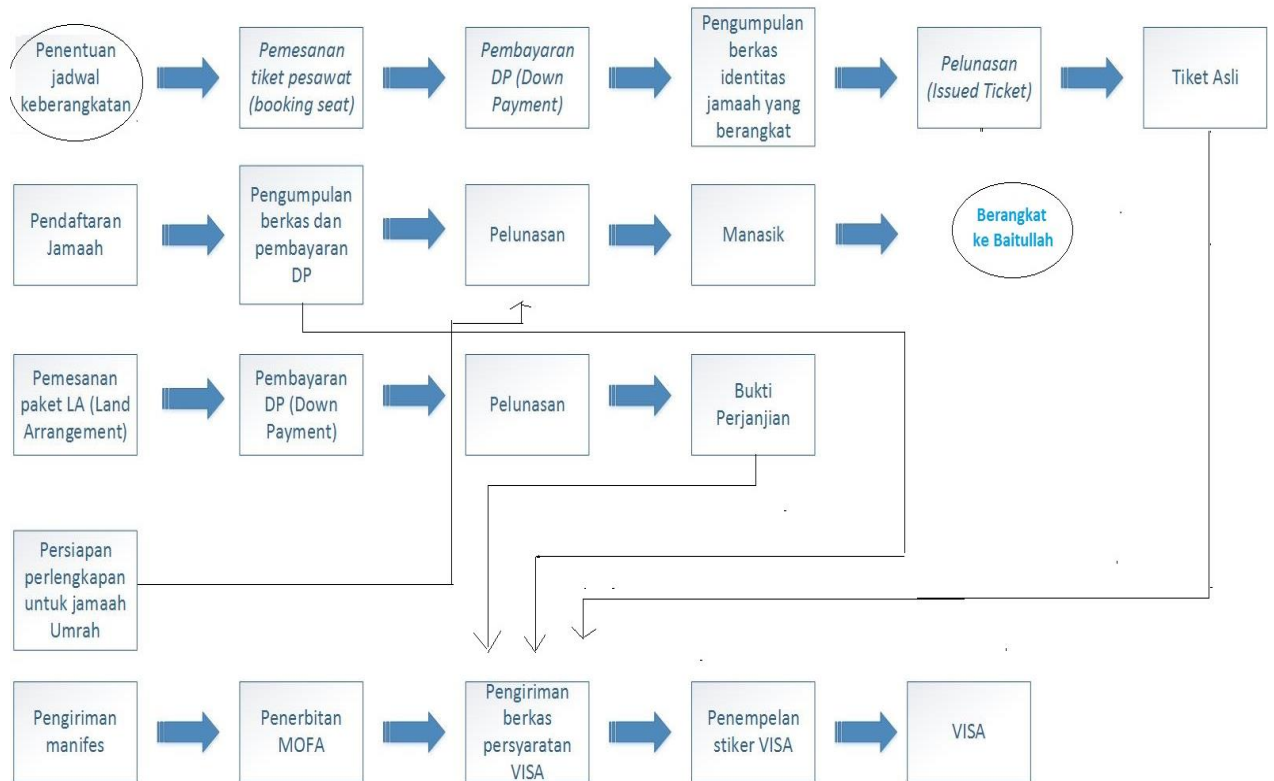 Penentuan
jadwal
keberangkatan
Pemesanan
tiket pesawat
(booking seat)
Pembayaran
DP (Down
Payment)
Pengumpulan
berkas
identitas
jamaah yang
berangkat
Pelunasan
(Issued Ticket)
Tiket Asli
Pendaftaran
Jamaah
Pengumpulan
berkas dan
pembayaran
DP
Pelunasan
Manasik
Berangkat
ke Baitullah
Pemesanan
paket LA (Land
Arrangement)
Pembayaran
DP (Down
Payment)
Pelunasan
Bukti
Perjanjian
Persiapan
perlengkapan
untuk jamaah
Umrah
Pengiriman
manifes
Penerbitan
MOFA
Pengiriman
berkas
persyaratan
VISA
Penempelan
stiker VISA
VISA